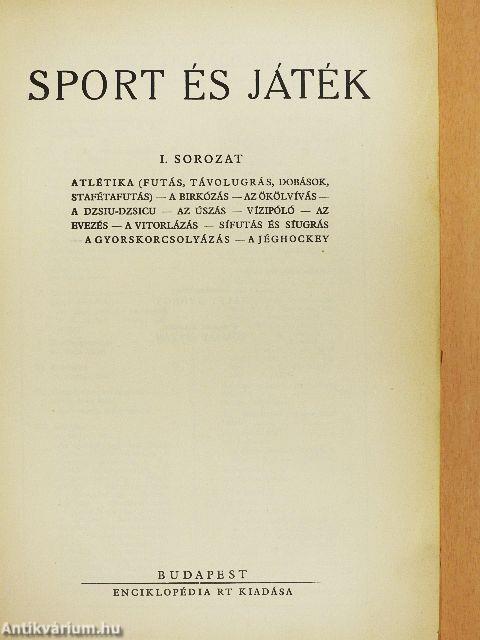 SPORT ÉS JÁTÉK
I. SOROZAT
ATLÉTIKA (FUTÁS, TÁVOLUGRÁS, DOBÁSOK,
STAFÉTAFUTÁS) — A BIRKÓZÁS — AZ ÖKÖLVÍVÁS —
A DZSIU-DZSICU — AZ ÚSZÁS — VÍZIPÓLÓ — AZ
EVEZÉS — A VITORLÁZÁS — SÍFUTÁS ÉS SÍUGRÁS
— A GYORSKORCSOLYÁZÁS — A JÉGHOCKEY
BUDAPEST
ENCIKLOPÉDIA RT KIADÁSA
Antikvárium.hu